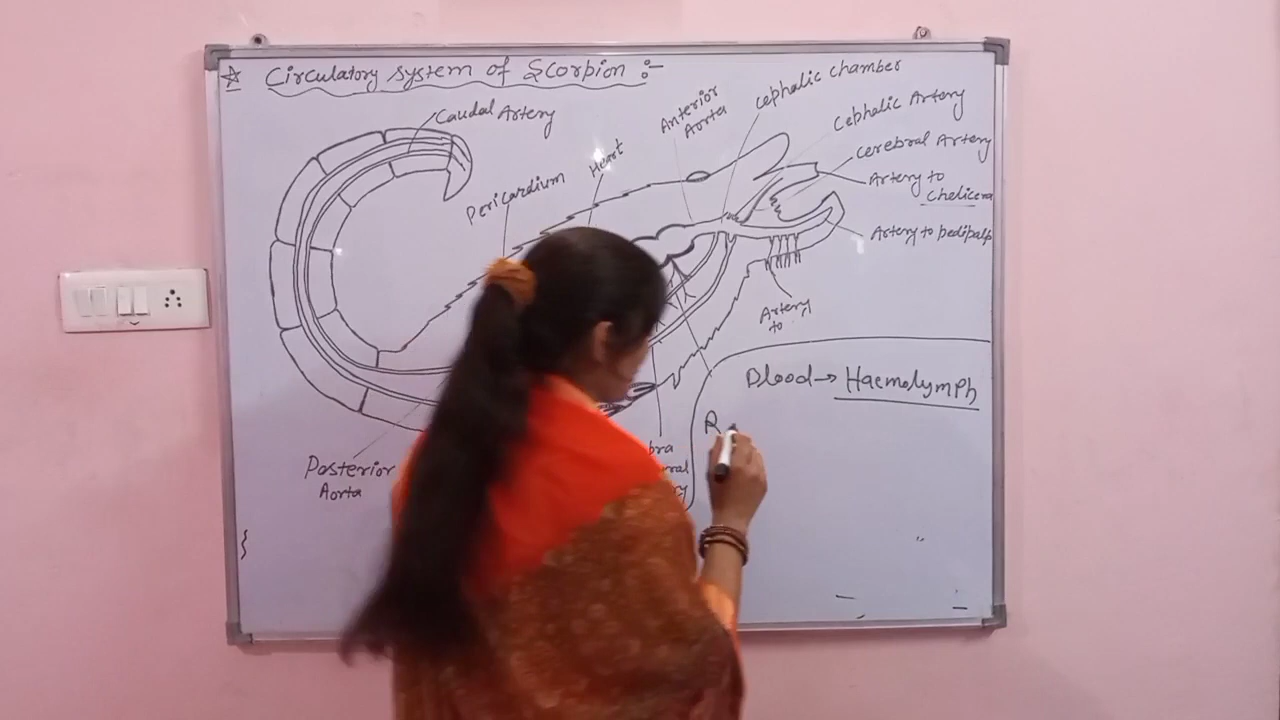 ☆ Circulatory system of Scorpion :-
Caudal Artery
Pericardium
Heart
Anterior
Aorta
Cephalic chamber
Cephalic Artery
Cerebral Artery
Artery to
Chelicera
Artery to pedipalp
Artery
to
Posterior
Aorta
Blood → Haemolymph
R